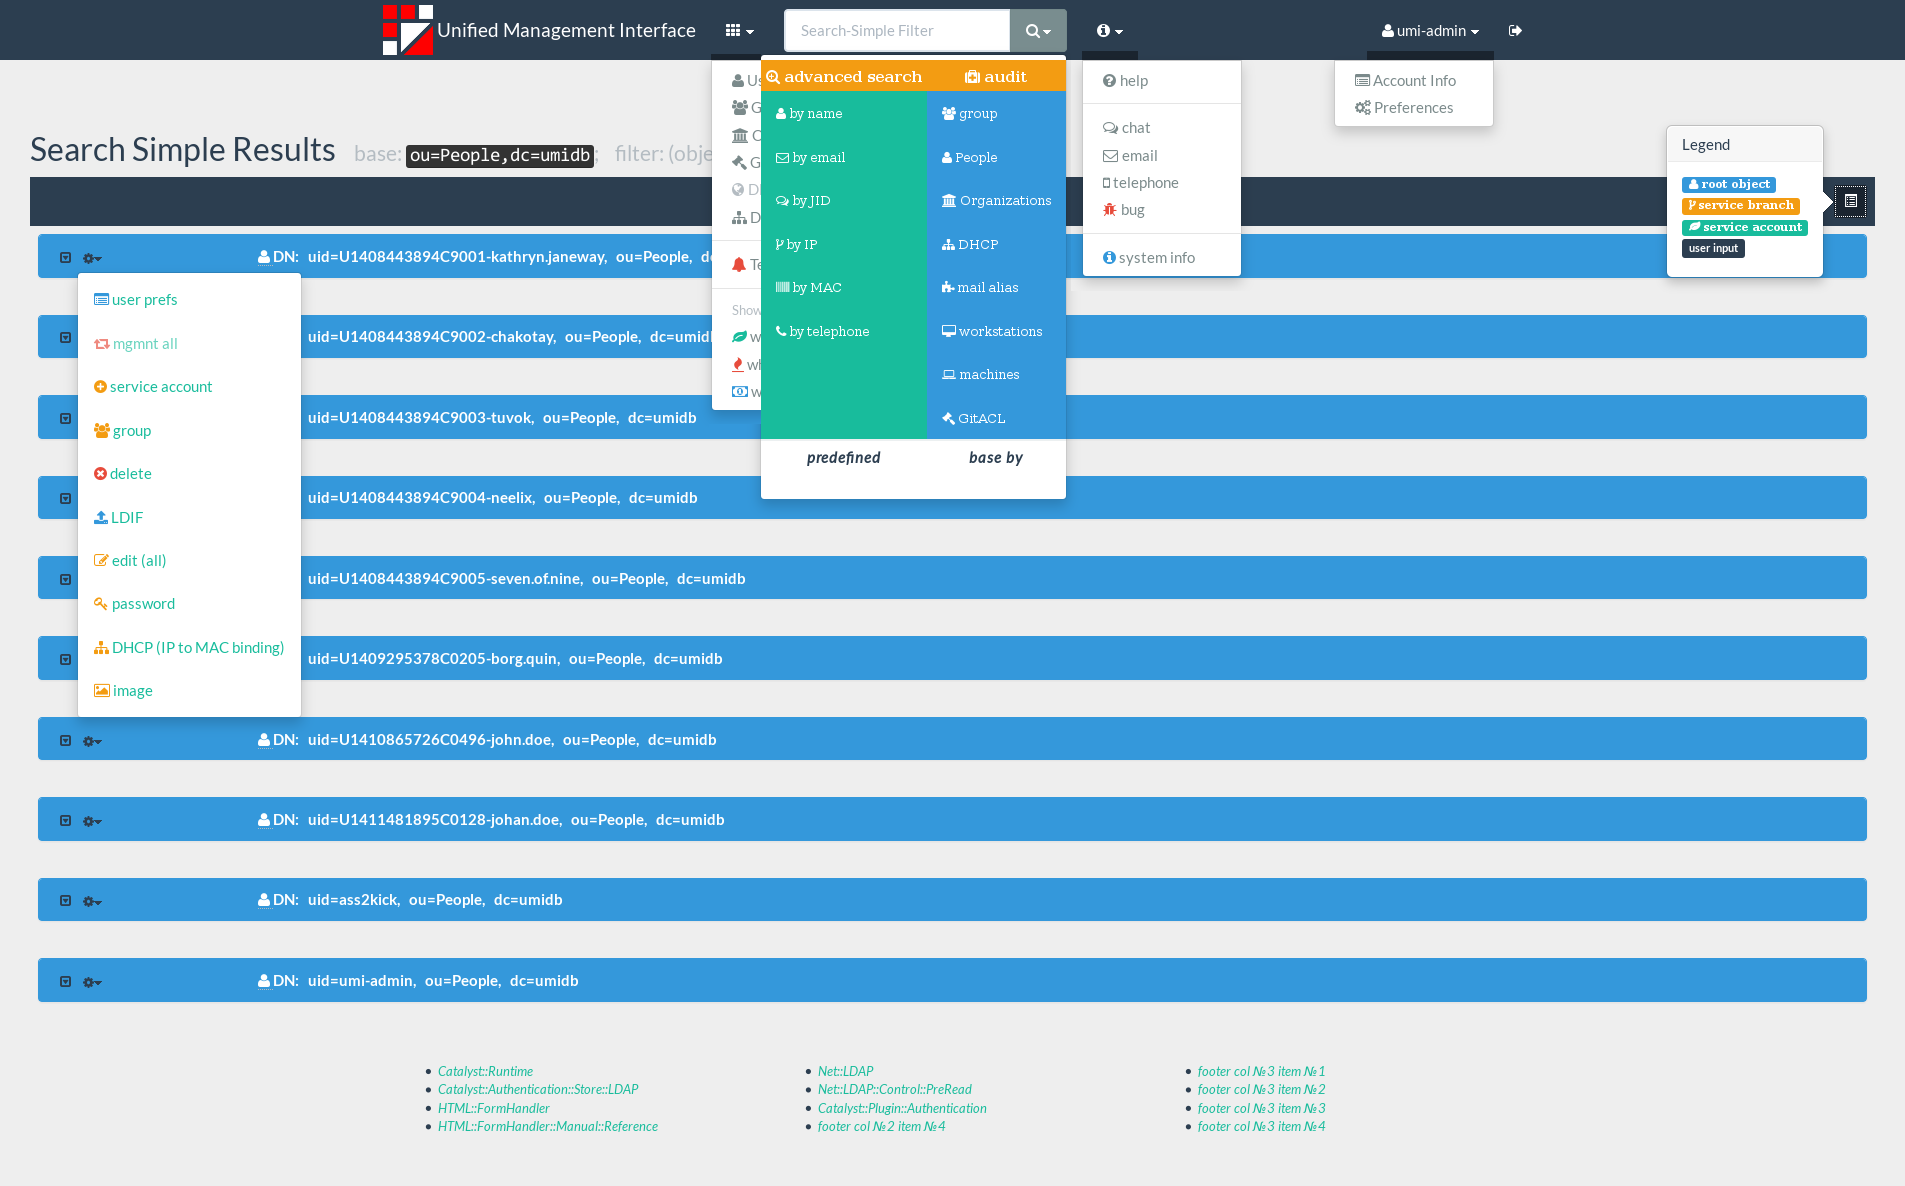 Unified Management Interface
Search-Simple Filter
umi-admin
advanced search
audit
by name
by email
by JID
by IP
by MAC
by telephone
group
People
Organizations
DHCP
mail alias
workstations
machines
GitACL
predefined
base by
Show
help
chat
email
telephone
bug
system info
Account Info
Preferences
Legend
root object
service branch
service account
user input
Search Simple Results base: ou=People,dc=umidb; filter: (obje
DN: uid=U1408443894C9001-kathryn.janeway, ou=People,
uid=U1408443894C9002-chakotay, ou=People, dc=umidb
uid=U1408443894C9003-tuvok, ou=People, dc=umidb
uid=U1408443894C9004-neelix, ou=People, dc=umidb
uid=U1408443894C9005-seven.of.nine, ou=People, dc=umidb
uid=U1409295378C0205-borg.quin, ou=People, dc=umidb
DN: uid=U1410865726C0496-john.doe, ou=People, dc=umidb
DN: uid=U1411481895C0128-johan.doe, ou=People, dc=umidb
DN: uid=ass2kick, ou=People, dc=umidb
DN: uid=umi-admin, ou=People, dc=umidb
user prefs
mgmnt all
service account
group
delete
LDIF
edit (all)
password
DHCP (IP to MAC binding)
image
Catalyst::Runtime
Catalyst::Authentication::Store::LDAP
HTML::FormHandler
HTML::FormHandler::Manual::Reference
Net::LDAP
Net::LDAP::Control::PreRead
Catalyst::Plugin::Authentication
footer col №2 item №4
footer col №3 item №1
footer col №3 item №2
footer col №3 item №3
footer col №3 item №4